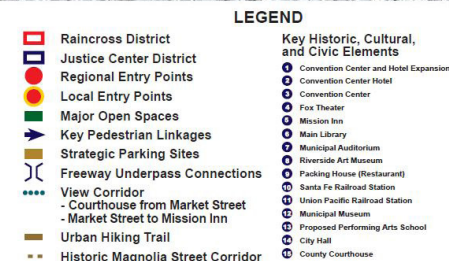 LEGEND
Raincross District
Justice Center District
Regional Entry Points
Local Entry Points
Major Open Spaces
Key Pedestrian Linkages
Strategic Parking Sites
Freeway Underpass Connections
View Corridor
- Courthouse from Market Street
- Market Street to Mission Inn
Urban Hiking Trail
Historic Magnolia Street Corridor
Key Historic, Cultural,
and Civic Elements
1 Convention Center and Hotel Expansion
2 Convention Center Hotel
3 Convention Center
4 Fox Theater
5 Mission Inn
6 Main Library
7 Municipal Auditorium
8 Riverside Art Museum
9 Packing House (Restaurant)
10 Santa Fe Railroad Station
11 Union Pacific Railroad Station
12 Municipal Museum
13 Proposed Performing Arts School
14 City Hall
15 County Courthouse